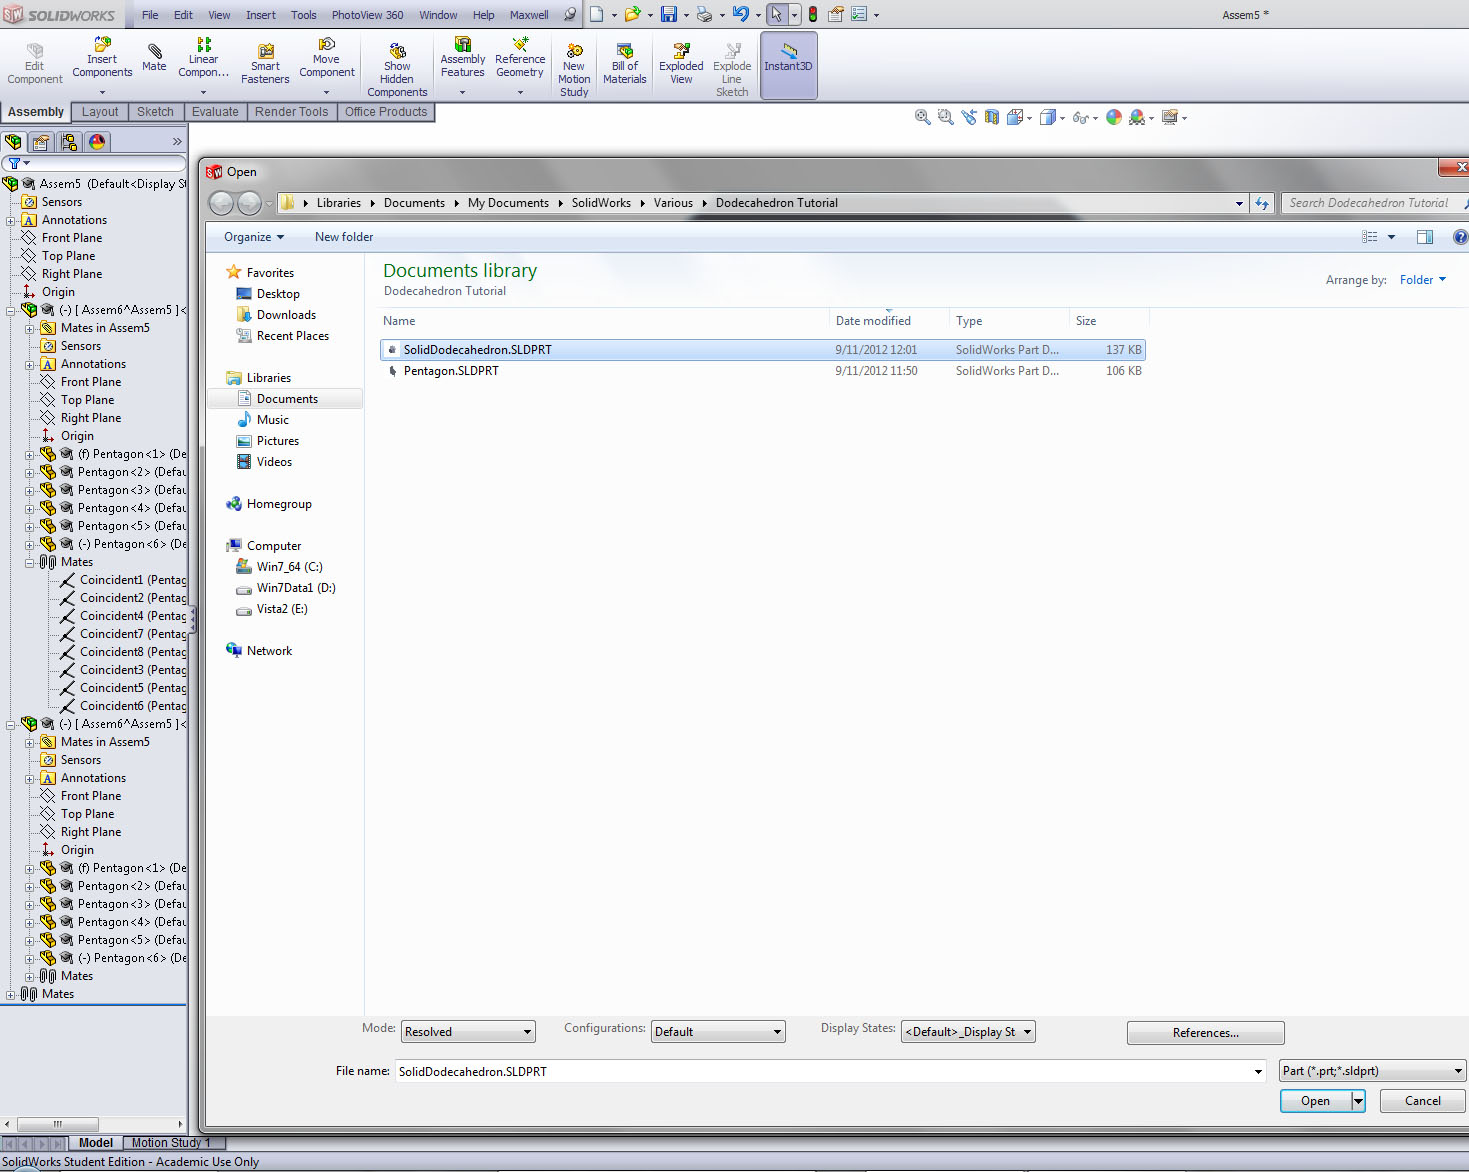 SOLIDWORKS File Edit View Insert Tools PhotoView 360 Window Help Maxwell Assem5 *
Edit Component
Insert Components
Mate
Linear Compon...
Smart Fasteners
Move Component
Show Hidden Components
Assembly Features
Reference Geometry
New Motion Study
Bill of Materials
Exploded View
Explode Line Sketch
Instant3D
Assembly Layout Sketch Evaluate Render Tools Office Products
Assem5 (Default<Display St
Sensors
Annotations
Front Plane
Top Plane
Right Plane
Origin
(-) [ Assem6^Assem5 ]<
Mates in Assem5
Sensors
Annotations
Front Plane
Top Plane
Right Plane
Origin
(f) Pentagon<1> (De
Pentagon<2> (Defau
Pentagon<3> (Defau
Pentagon<4> (Defau
Pentagon<5> (Defau
(-) Pentagon<6> (De
Mates
Coincident1 (Pentag
Coincident2 (Pentag
Coincident4 (Pentag
Coincident7 (Pentag
Coincident8 (Pentag
Coincident3 (Pentag
Coincident5 (Pentag
Coincident6 (Pentag
(-) [ Assem6^Assem5 ]<
Mates in Assem5
Sensors
Annotations
Front Plane
Top Plane
Right Plane
Origin
(f) Pentagon<1> (De
Pentagon<2> (Defau
Pentagon<3> (Defau
Pentagon<4> (Defau
Pentagon<5> (Defau
(-) Pentagon<6> (De
Mates
Mates
Open
Libraries Documents My Documents SolidWorks Various Dodecahedron Tutorial Search Dodecahedron Tutorial
Organize New folder
Favorites
Desktop
Downloads
Recent Places
Libraries
Documents
Music
Pictures
Videos
Homegroup
Computer
Win7_64 (C:)
Win7Data1 (D:)
Vista2 (E:)
Network
Documents library
Dodecahedron Tutorial
Arrange by: Folder
Name Date modified Type Size
SolidDodecahedron.SLDPRT 9/11/2012 12:01 SolidWorks Part D... 137 KB
Pentagon.SLDPRT 9/11/2012 11:50 SolidWorks Part D... 106 KB
Mode: Resolved Configurations: Default Display States: <Default>_Display St References...
File name: SolidDodecahedron.SLDPRT Part (*.prt;*.sldprt)
Open Cancel
Model Motion Study 1
SolidWorks Student Edition - Academic Use Only